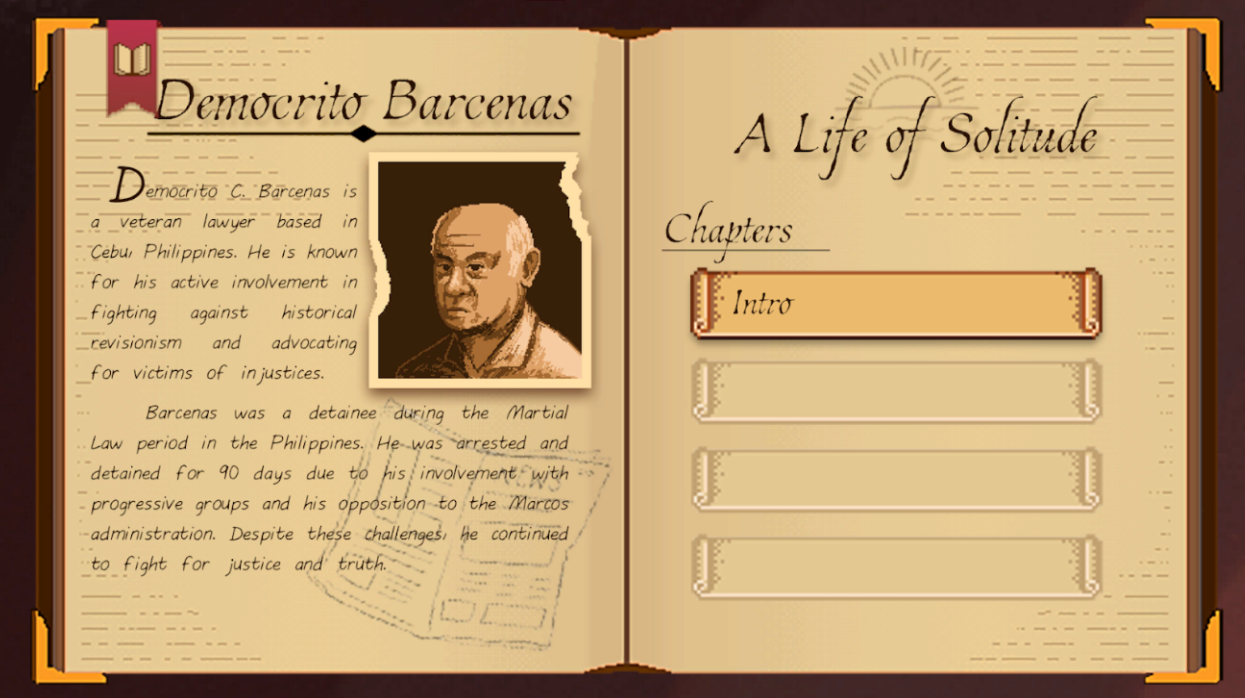 Democrito Barcenas
Democrito C. Barcenas is
a veteran lawyer based in
Cebu, Philippines. He is known
for his active involvement in
fighting against historical
revisionism and advocating
for victims of injustices.
Barcenas was a detainee during the Martial
Law period in the Philippines. He was arrested and
detained for 90 days due to his involvement with
progressive groups and his opposition to the Marcos
administration. Despite these challenges, he continued
to fight for justice and truth.
NEWS
A Life of Solitude
Chapters
Intro